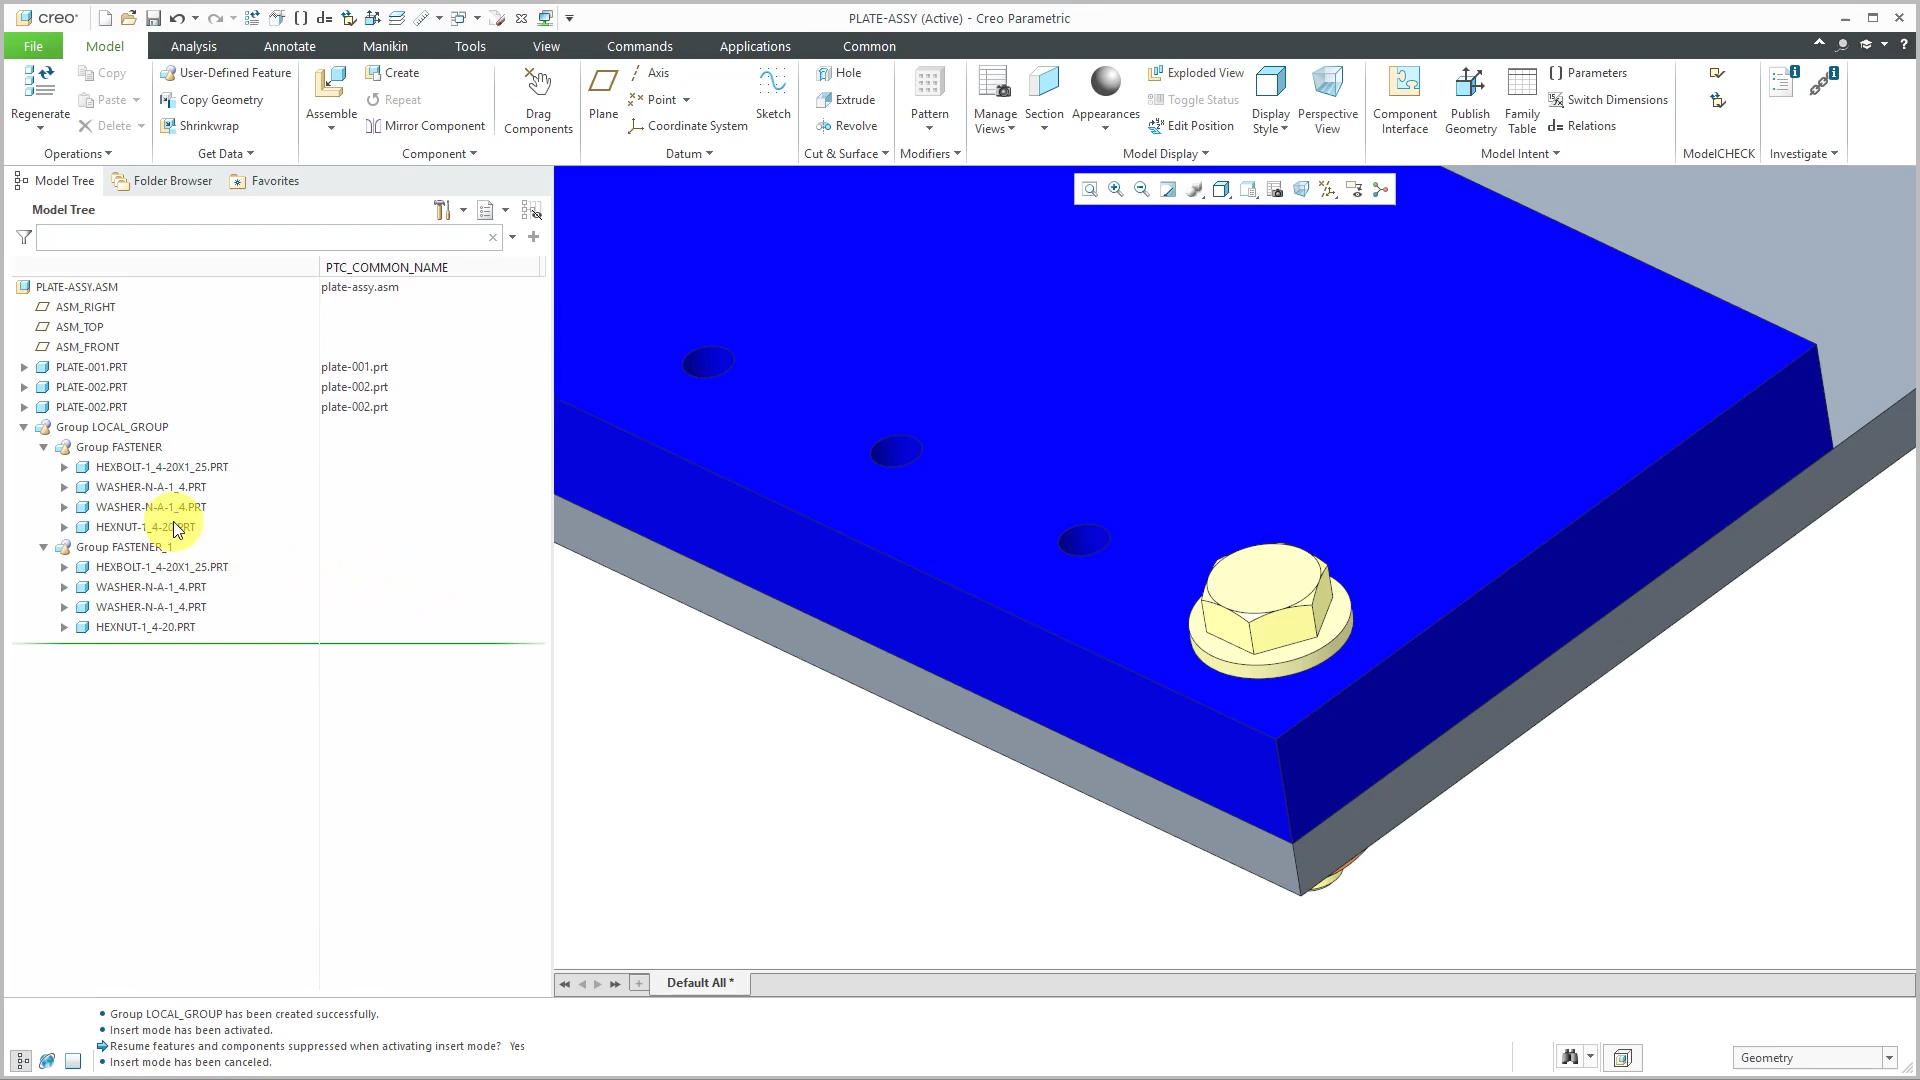 creo
PLATE-ASSY (Active) - Creo Parametric
File
Model
Analysis
Annotate
Manikin
Tools
View
Commands
Applications
Common
Regenerate
Copy
Paste
Delete
Operations
User-Defined Feature
Copy Geometry
Shrinkwrap
Get Data
Assemble
Create
Repeat
Mirror Component
Drag
Components
Component
Plane
Axis
Point
Coordinate System
Sketch
Datum
Hole
Extrude
Revolve
Cut & Surface
Pattern
Modifiers
Manage
Views
Section
Appearances
Exploded View
Toggle Status
Edit Position
Display
Style
Perspective
View
Model Display
Component
Interface
Publish
Geometry
Family
Table
Parameters
Switch Dimensions
Relations
Model Intent
ModelCHECK
Investigate
Model Tree
Folder Browser
Favorites
Model Tree
PTC_COMMON_NAME
PLATE-ASSY.ASM plate-assy.asm
ASM_RIGHT
ASM_TOP
ASM_FRONT
PLATE-001.PRT plate-001.prt
PLATE-002.PRT plate-002.prt
PLATE-002.PRT plate-002.prt
Group LOCAL_GROUP
Group FASTENER
HEXBOLT-1_4-20X1_25.PRT
WASHER-N-A-1_4.PRT
WASHER-N-A-1_4.PRT
HEXNUT-1_4-20.PRT
Group FASTENER_1
HEXBOLT-1_4-20X1_25.PRT
WASHER-N-A-1_4.PRT
WASHER-N-A-1_4.PRT
HEXNUT-1_4-20.PRT
Default All *
• Group LOCAL_GROUP has been created successfully.
• Insert mode has been activated.
Resume features and components suppressed when activating insert mode? Yes
• Insert mode has been canceled.
Geometry